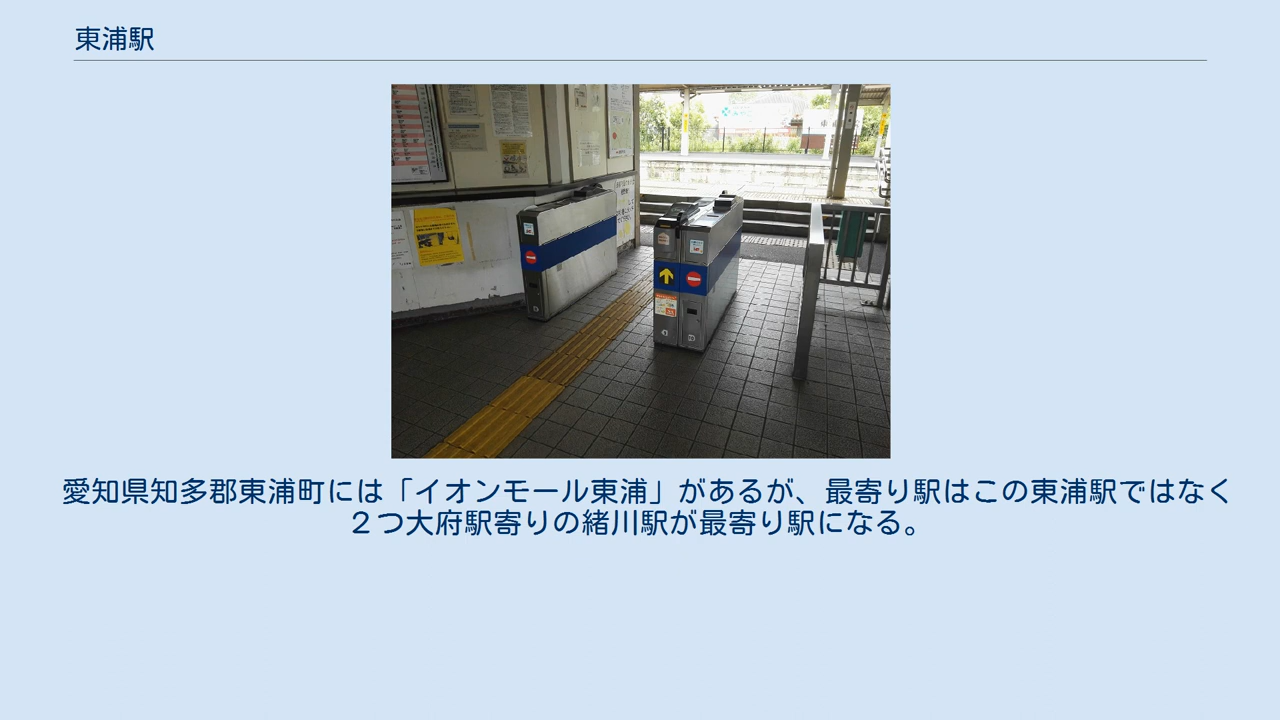 東浦駅
愛知県知多郡東浦町には「イオンモール東浦」があるが、最寄り駅はこの東浦駅ではなく
２つ大府駅寄りの緒川駅が最寄り駅になる。